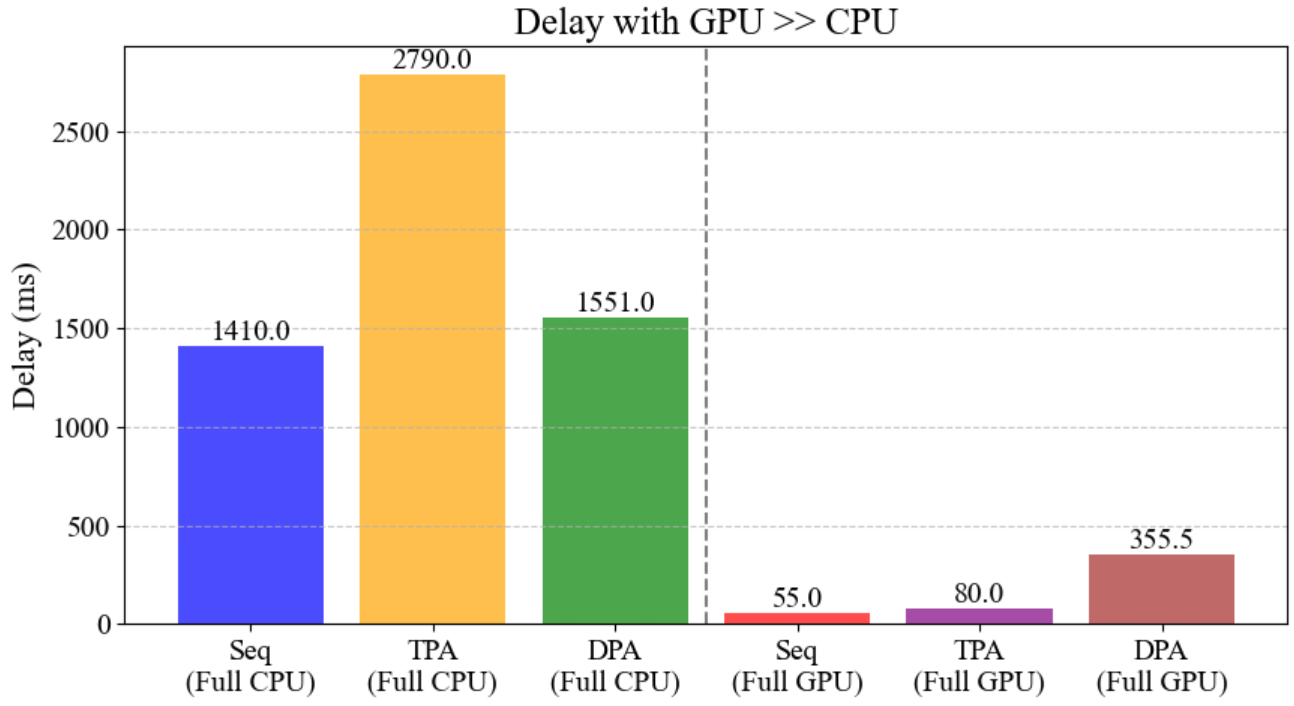 Delay with GPU >> CPU
Delay (ms)
2500
2000
1500
1000
500
0
1410.0
2790.0
1551.0
55.0
80.0
355.5
Seq
(Full CPU)
TPA
(Full CPU)
DPA
(Full CPU)
Seq
(Full GPU)
TPA
(Full GPU)
DPA
(Full GPU)